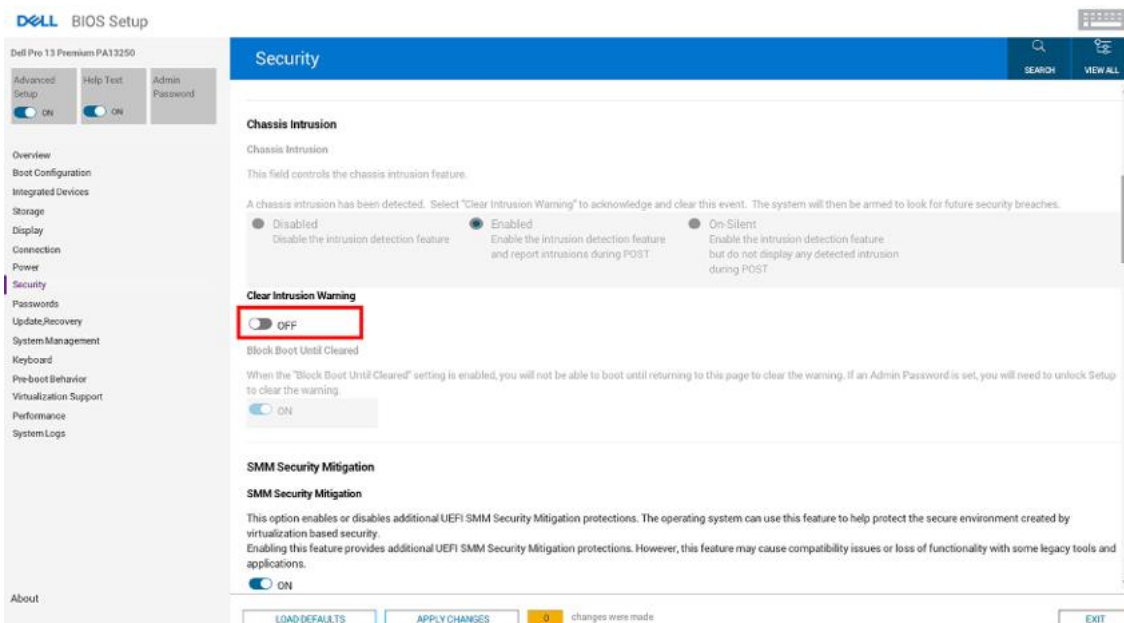 DELL BIOS Setup
Dell Pro 13 Premium PA13250
Advanced Setup
ON
Help Text
ON
Admin Password
Overview
Boot Configuration
Integrated Devices
Storage
Display
Connection
Power
Security
Passwords
Update,Recovery
System Management
Keyboard
Pre-boot Behavior
Virtualization Support
Performance
System Logs
About
Security
SEARCH
VIEW ALL
Chassis Intrusion
Chassis Intrusion
This field controls the chassis intrusion feature.
A chassis intrusion has been detected. Select "Clear Intrusion Warning" to acknowledge and clear this event. The system will then be armed to look for future security breaches.
Disabled
Disable the intrusion detection feature
Enabled
Enable the intrusion detection feature
and report intrusions during POST
On-Silent
Enable the intrusion detection feature
but do not display any detected intrusion
during POST
Clear Intrusion Warning
OFF
Block Boot Until Cleared
When the "Block Boot Until Cleared" setting is enabled, you will not be able to boot until returning to this page to clear the warning. If an Admin Password is set, you will need to unlock Setup
to clear the warning.
ON
SMM Security Mitigation
SMM Security Mitigation
This option enables or disables additional UEFI SMM Security Mitigation protections. The operating system can use this feature to help protect the secure environment created by
virtualization based security.
Enabling this feature provides additional UEFI SMM Security Mitigation protections. However, this feature may cause compatibility issues or loss of functionality with some legacy tools and
applications.
ON
LOAD DEFAULTS
APPLY CHANGES
0 changes were made
EXIT